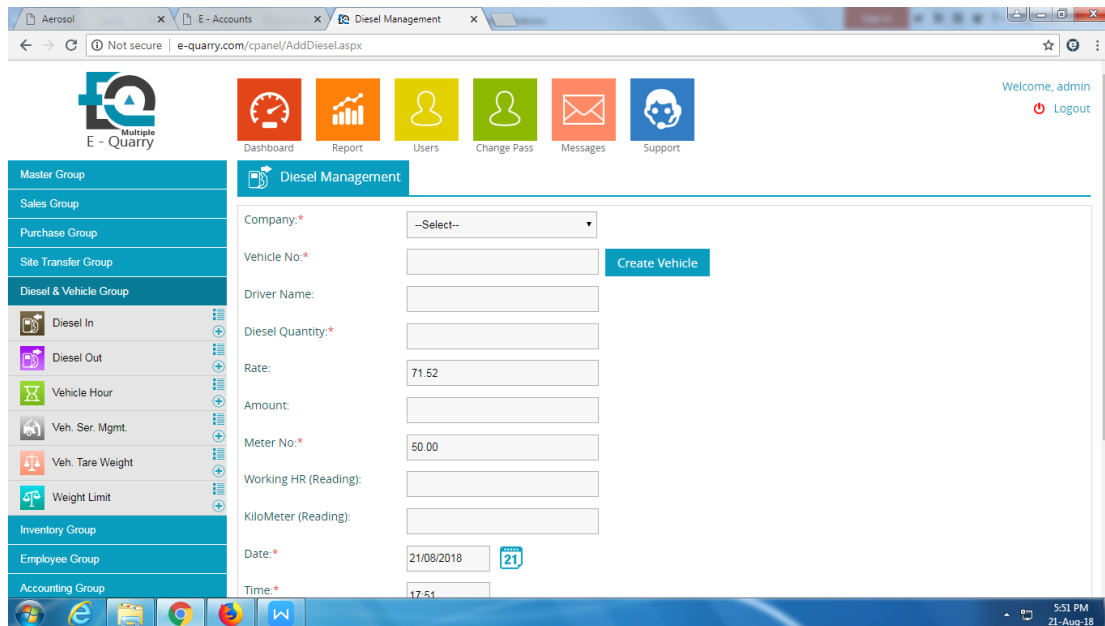 Aerosol
E - Accounts
Diesel Management
Not secure | e-quarry.com/cpanel/AddDiesel.aspx
Multiple
E - Quarry
Dashboard
Report
Users
Change Pass
Messages
Support
Welcome, admin
Logout
Master Group
Sales Group
Purchase Group
Site Transfer Group
Diesel & Vehicle Group
Diesel In
Diesel Out
Vehicle Hour
Veh. Ser. Mgmt.
Veh. Tare Weight
Weight Limit
Inventory Group
Employee Group
Accounting Group
Diesel Management
Company:* --Select--
Vehicle No:* Create Vehicle
Driver Name:
Diesel Quantity:*
Rate: 71.52
Amount:
Meter No:* 50.00
Working HR (Reading):
KiloMeter (Reading):
Date:* 21/08/2018 21
Time:* 17:51
5:51 PM
21-Aug-18